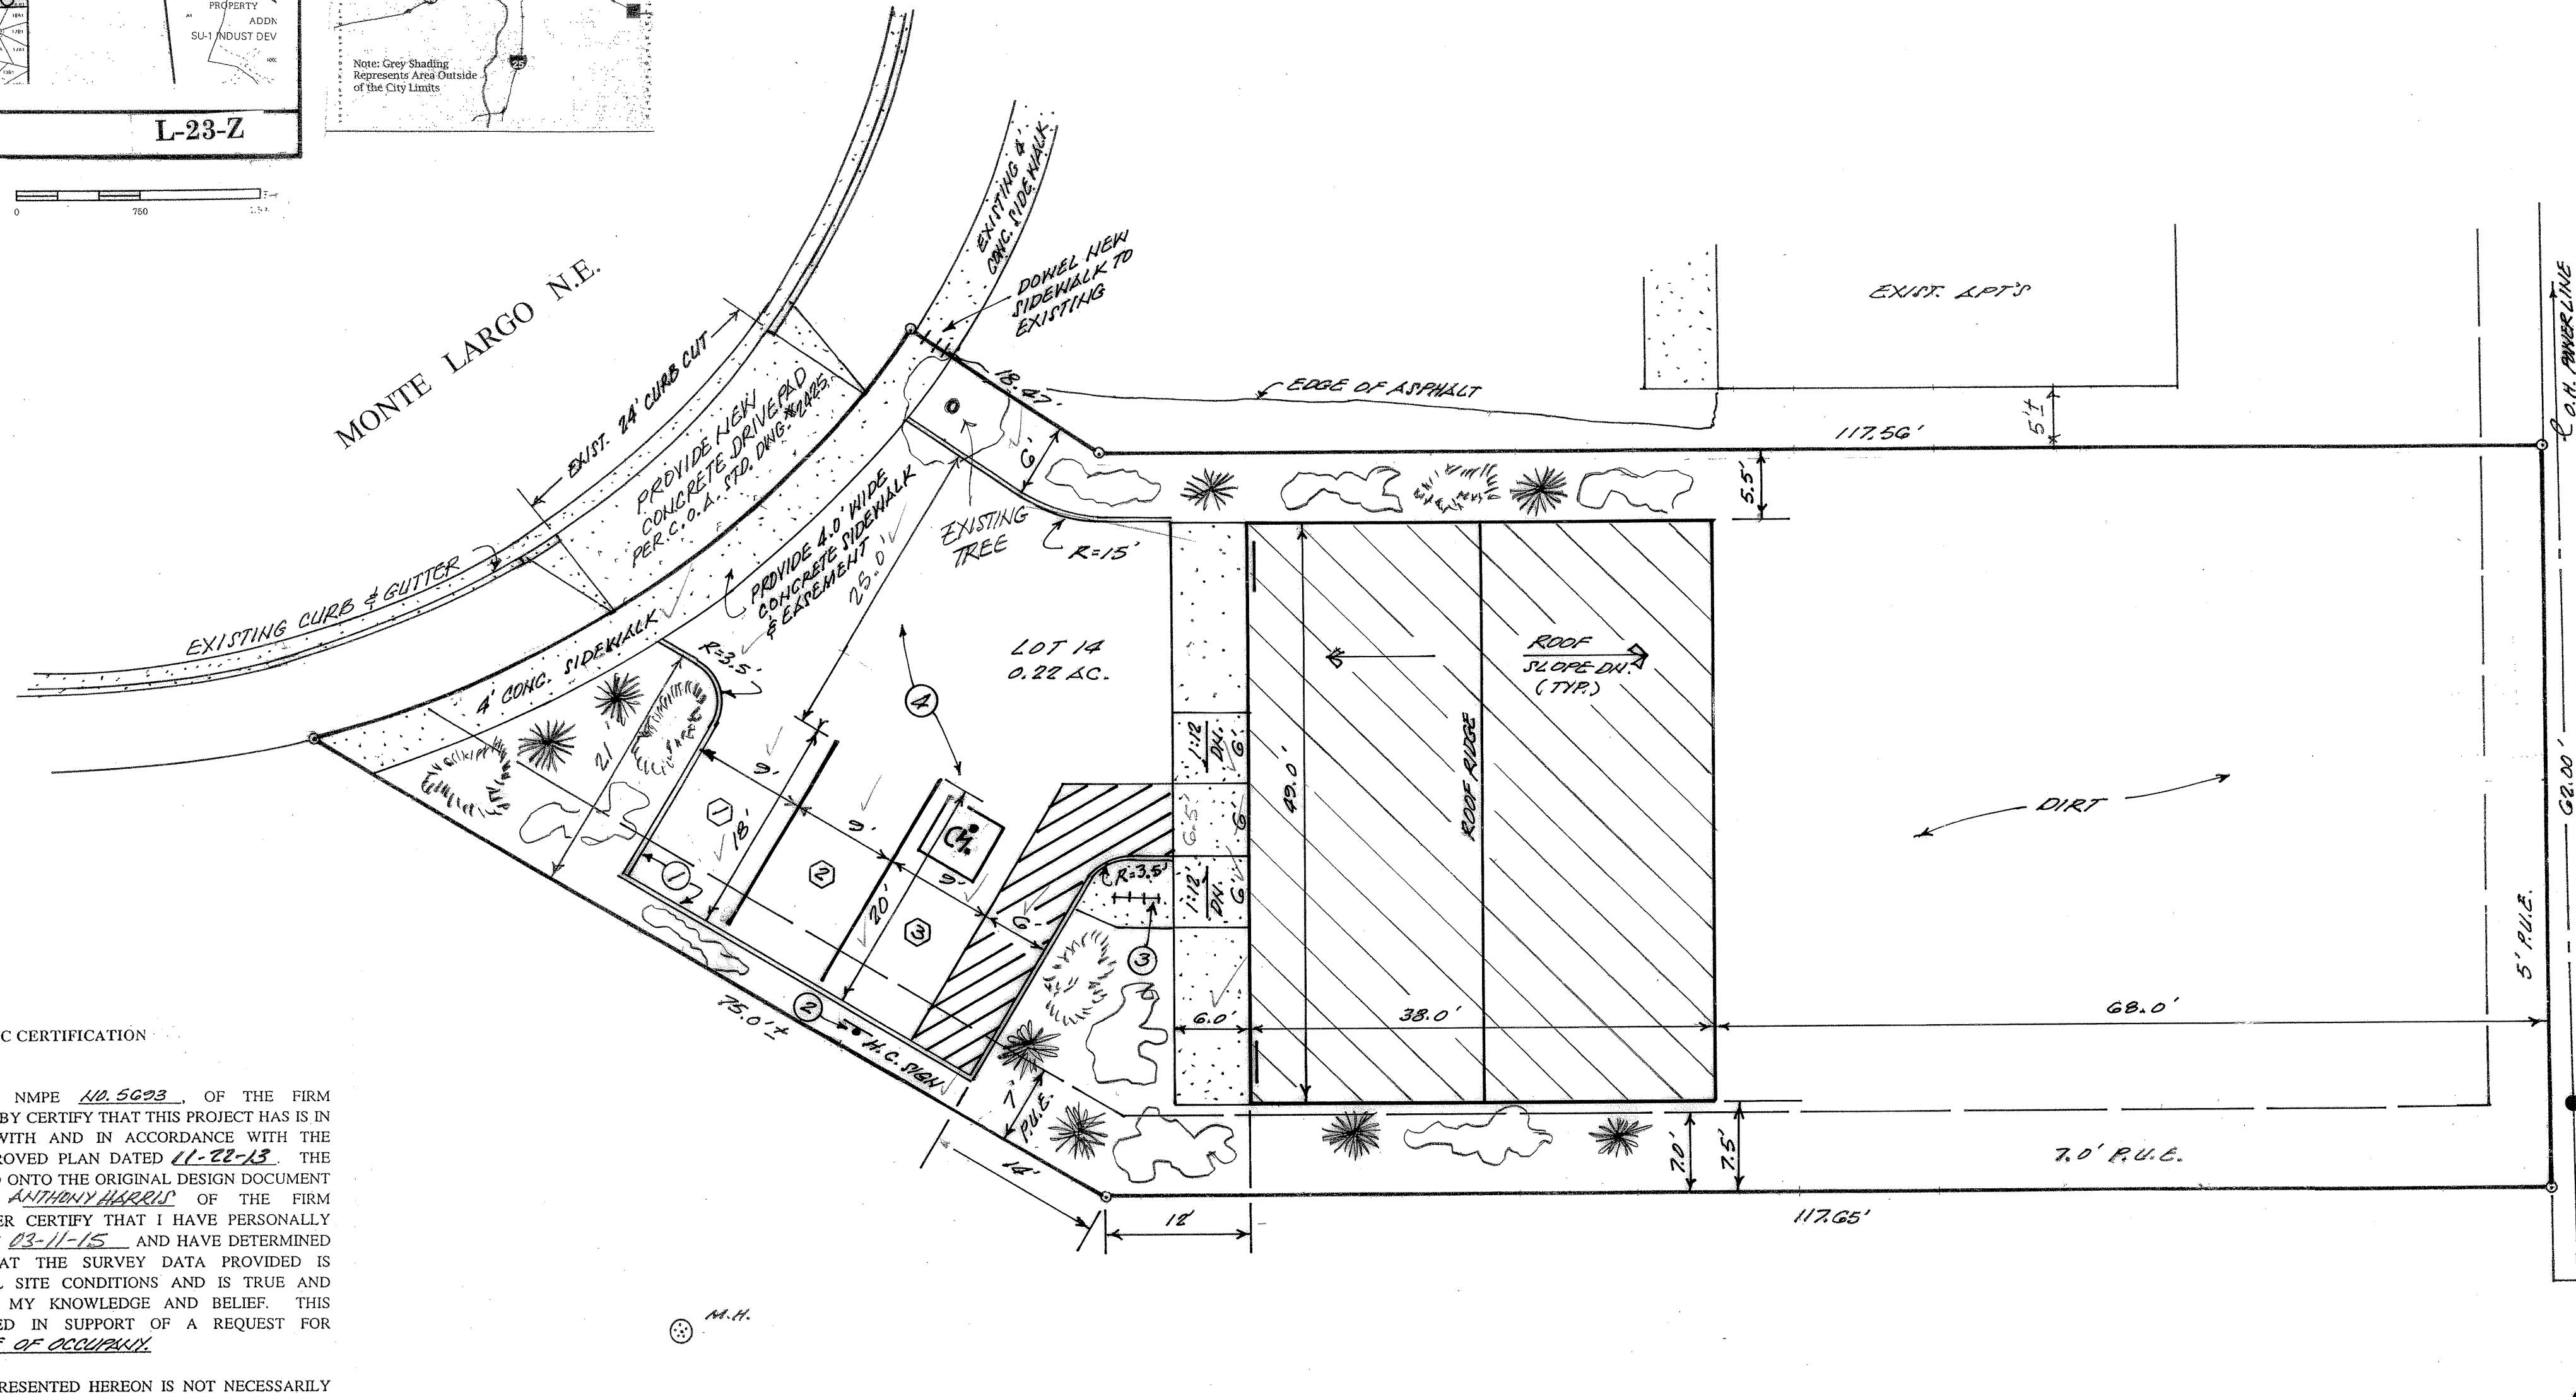 PROPERTY
ADDN
SU-1 INDUST DEV
L-23-Z
0
750
Note: Grey Shading
Represents Area Outside
of the City Limits
25
MONTE LARGO N.E.
EXIST. 24' CURB CUT
PROVIDE NEW
CONCRETE DRIVEPAD
PER. C.O.A. STD. DWG. #2425.
EXISTING 4'
CONC. SIDEWALK
DOWEL NEW
SIDEWALK TO
EXISTING
18.47'
EDGE OF ASPHALT
EXIST. APT'S
117.56'
5'±
O.H. POWERLINE
EXISTING CURB & GUTTER
4' CONC. SIDEWALK
PROVIDE 4.0' WIDE
CONCRETE SIDEWALK
& EASEMENT
25.0'
EXISTING
TREE
6'
R=15'
5.5'
R=3.5'
LOT 14
0.22 AC.
4
ROOF
SLOPE DN.
(TYP.)
ROOF RIDGE
49.0'
1:12
DN.
6'
6.5'
6'
1:12
DN.
6'
21'
9'
1
18'
9'
2
1
20'
9'
3
6'
R=3.5'
3
2
75.0'±
H.C. SIGN
7'
P.U.E.
14'
12'
6.0'
38.0'
68.0'
DIRT
5' P.U.E.
62.00'
7.0'
7.5'
7.0' P.U.E.
117.65'
M.H.
C CERTIFICATION
NMPE NO. 5693, OF THE FIRM
BY CERTIFY THAT THIS PROJECT HAS IS IN
WITH AND IN ACCORDANCE WITH THE
ROVED PLAN DATED 11-22-13. THE
ONTO THE ORIGINAL DESIGN DOCUMENT
ANTHONY HARRIS OF THE FIRM
ER CERTIFY THAT I HAVE PERSONALLY
03-11-15 AND HAVE DETERMINED
AT THE SURVEY DATA PROVIDED IS
L SITE CONDITIONS AND IS TRUE AND
MY KNOWLEDGE AND BELIEF. THIS
ED IN SUPPORT OF A REQUEST FOR
OF OCCUPANY.
RESENTED HEREON IS NOT NECESSARILY